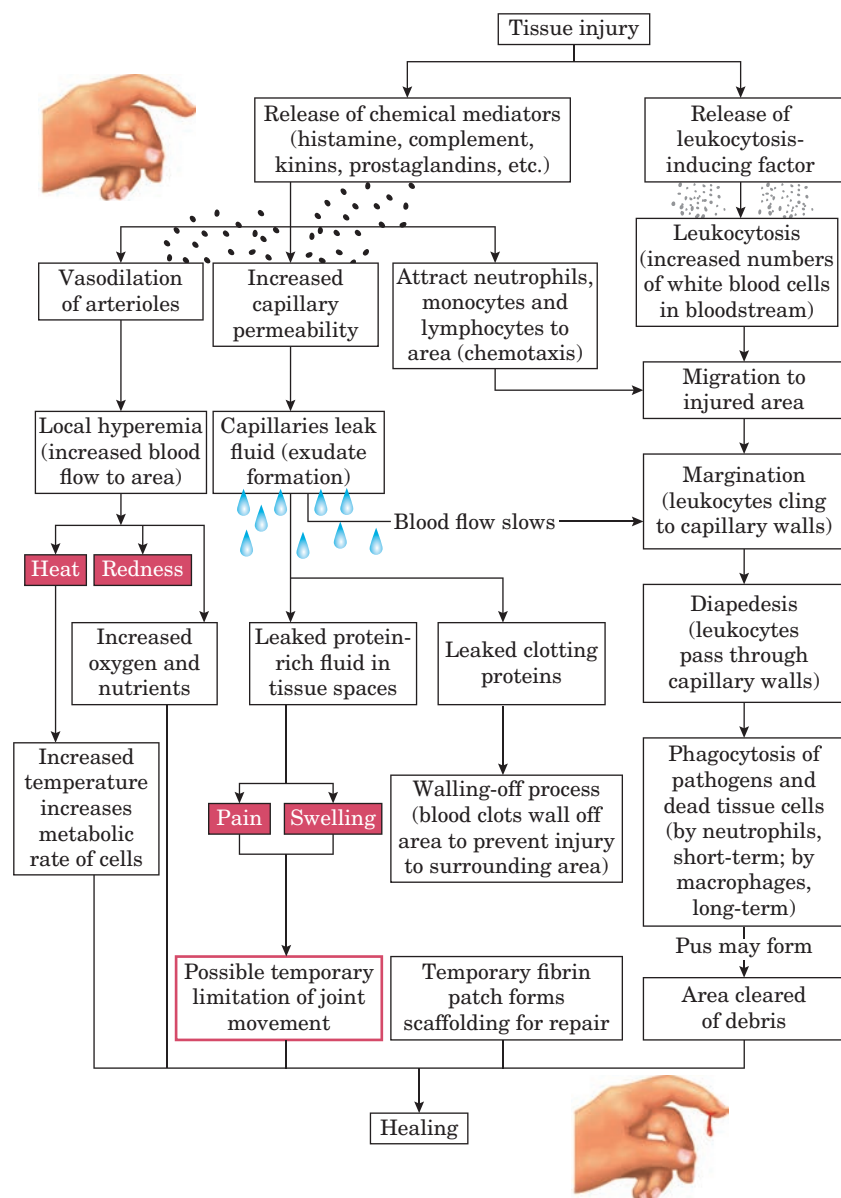 Tissue injury
Release of chemical mediators
(histamine, complement,
kinins, prostaglandins, etc.)
Release of
leukocytosis-
inducing factor
Vasodilation
of arterioles
Increased
capillary
permeability
Attract neutrophils,
monocytes and
lymphocytes to
area (chemotaxis)
Leukocytosis
(increased numbers
of white blood cells
in bloodstream)
Migration to
injured area
Local hyperemia
(increased blood
flow to area)
Capillaries leak
fluid (exudate
formation)
Margination
(leukocytes cling
to capillary walls)
Blood flow slows
Heat
Redness
Increased
oxygen and
nutrients
Leaked protein-
rich fluid in
tissue spaces
Leaked clotting
proteins
Diapedesis
(leukocytes
pass through
capillary walls)
Increased
temperature
increases
metabolic
rate of cells
Pain
Swelling
Walling-off process
(blood clots wall off
area to prevent injury
to surrounding area)
Phagocytosis of
pathogens and
dead tissue cells
(by neutrophils,
short-term; by
macrophages,
long-term)
Pus may form
Possible temporary
limitation of joint
movement
Temporary fibrin
patch forms
scaffolding for repair
Area cleared
of debris
Healing